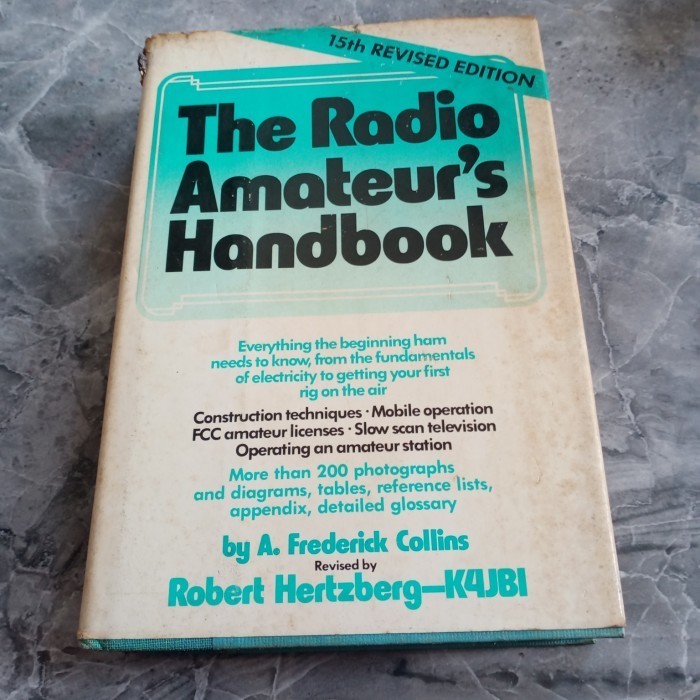 15th REVISED EDITION
The Radio
Amateur's
Handbook
Everything the beginning ham
needs to know, from the fundamentals
of electricity to getting your first
rig on the air
Construction techniques · Mobile operation
FCC amateur licenses · Slow scan television
Operating an amateur station
More than 200 photographs
and diagrams, tables, reference lists,
appendix, detailed glossary
by A. Frederick Collins
Revised by
Robert Hertzberg—K4JBI